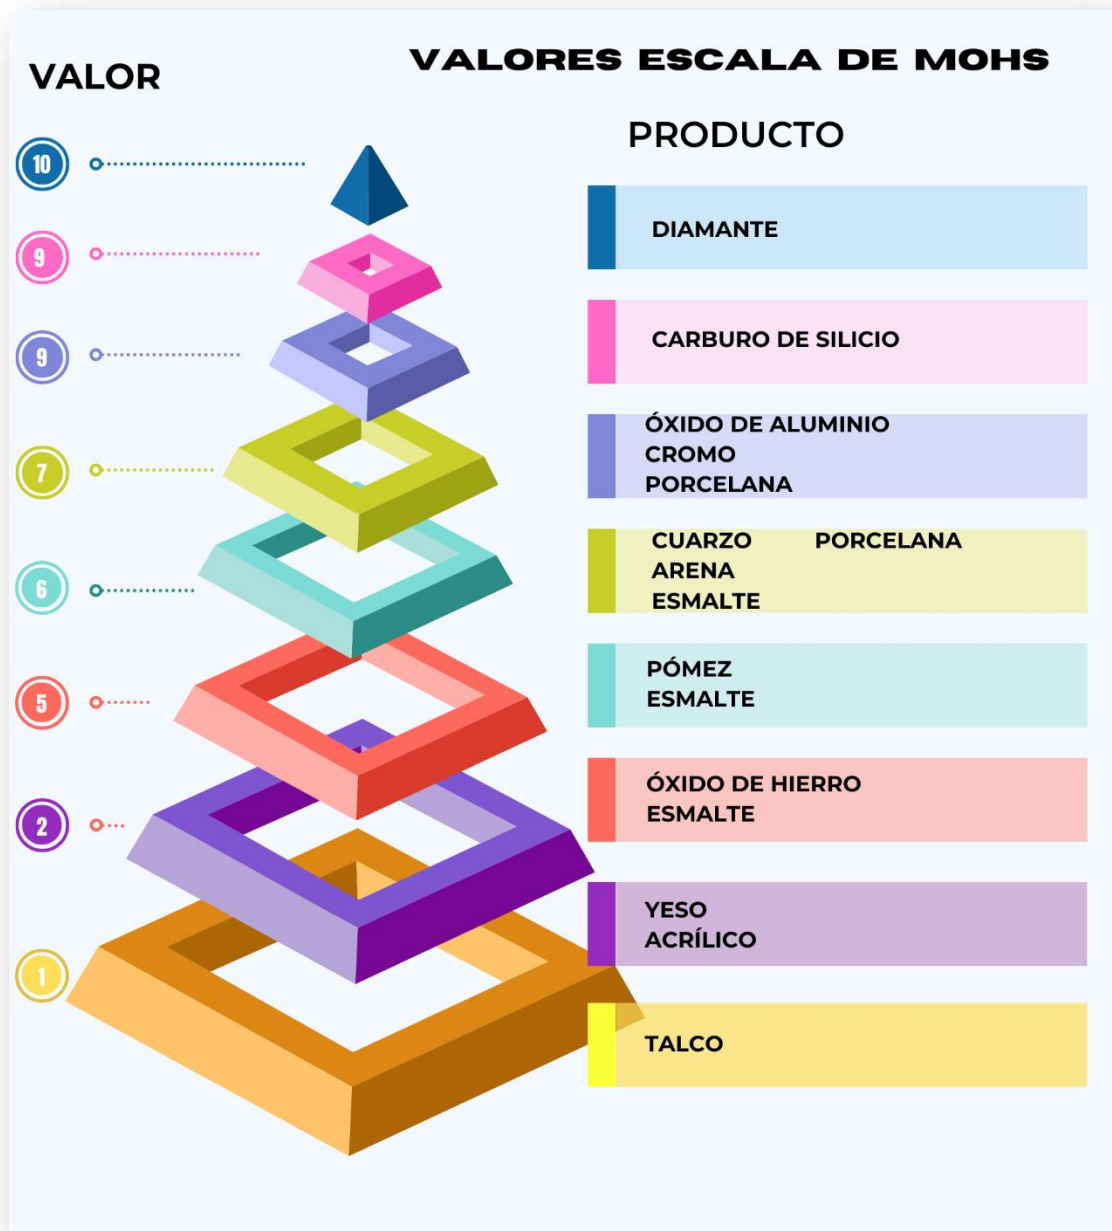 VALORES ESCALA DE MOHS
VALOR
PRODUCTO
10
DIAMANTE
9
CARBURO DE SILICIO
9
ÓXIDO DE ALUMINIO
CROMO
PORCELANA
7
CUARZO PORCELANA
ARENA
ESMALTE
6
PÓMEZ
ESMALTE
5
ÓXIDO DE HIERRO
ESMALTE
2
YESO
ACRÍLICO
1
TALCO